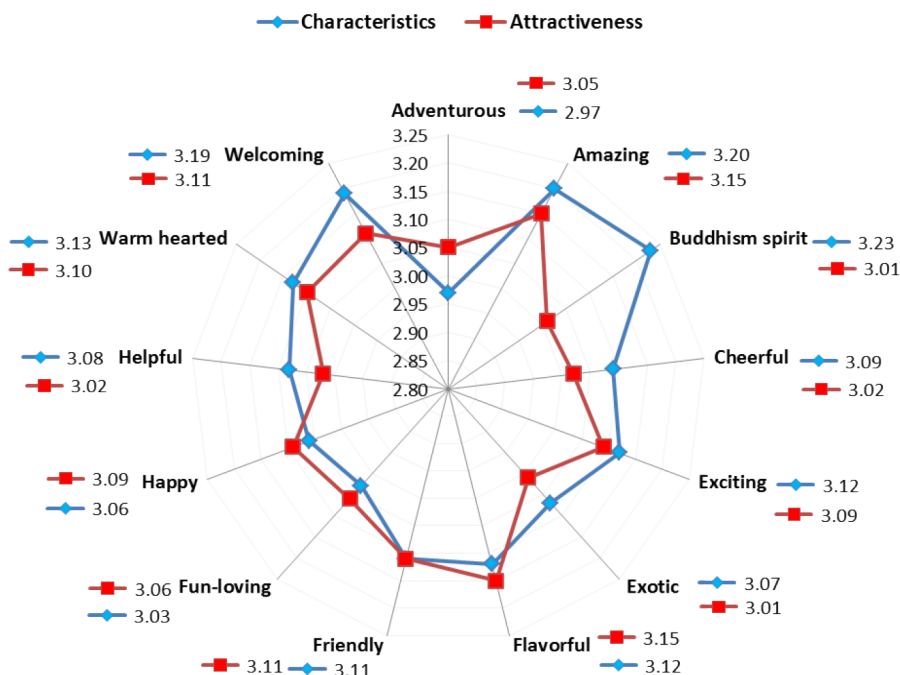 Characteristics Attractiveness
3.05
Adventurous 2.97
3.19 Welcoming 3.25 Amazing 3.20
3.11 3.20 3.15
3.15
3.13 Warm hearted 3.10 Buddhism spirit 3.23
3.10 3.05 3.01
3.00
2.95
2.90
3.08 Helpful 2.85 Cheerful 3.09
3.02 2.80 3.02
3.09 Happy Exciting 3.12
3.06 3.09
3.06 Fun-loving Exotic 3.07
3.03 3.01
Friendly Flavorful 3.15
3.11 3.11 3.12